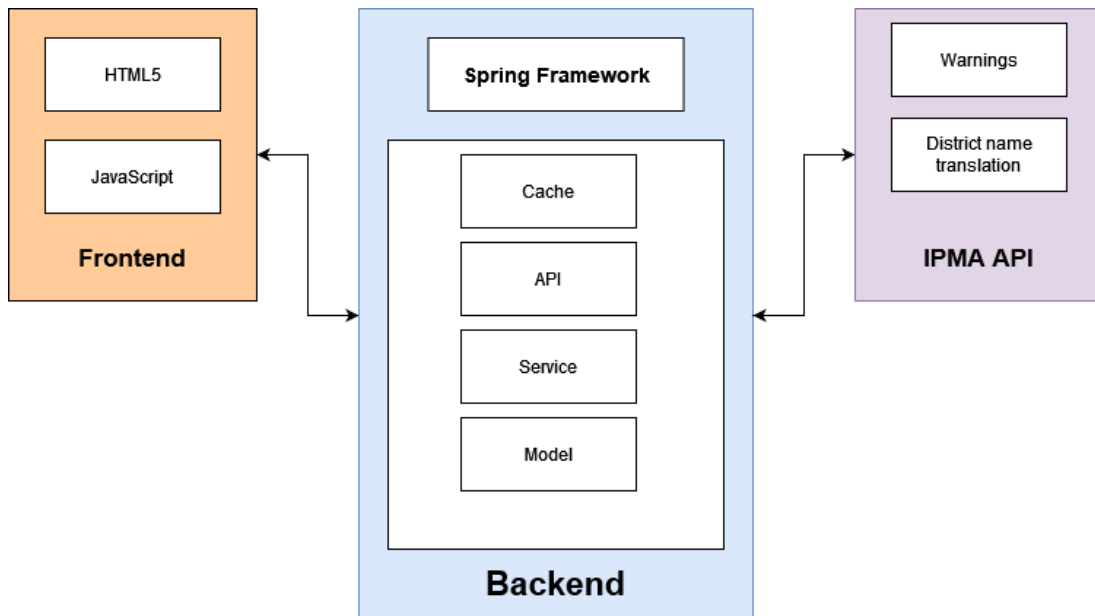 HTML5
JavaScript
Frontend
Spring Framework
Cache
API
Service
Model
Backend
Warnings
District name
translation
IPMA API